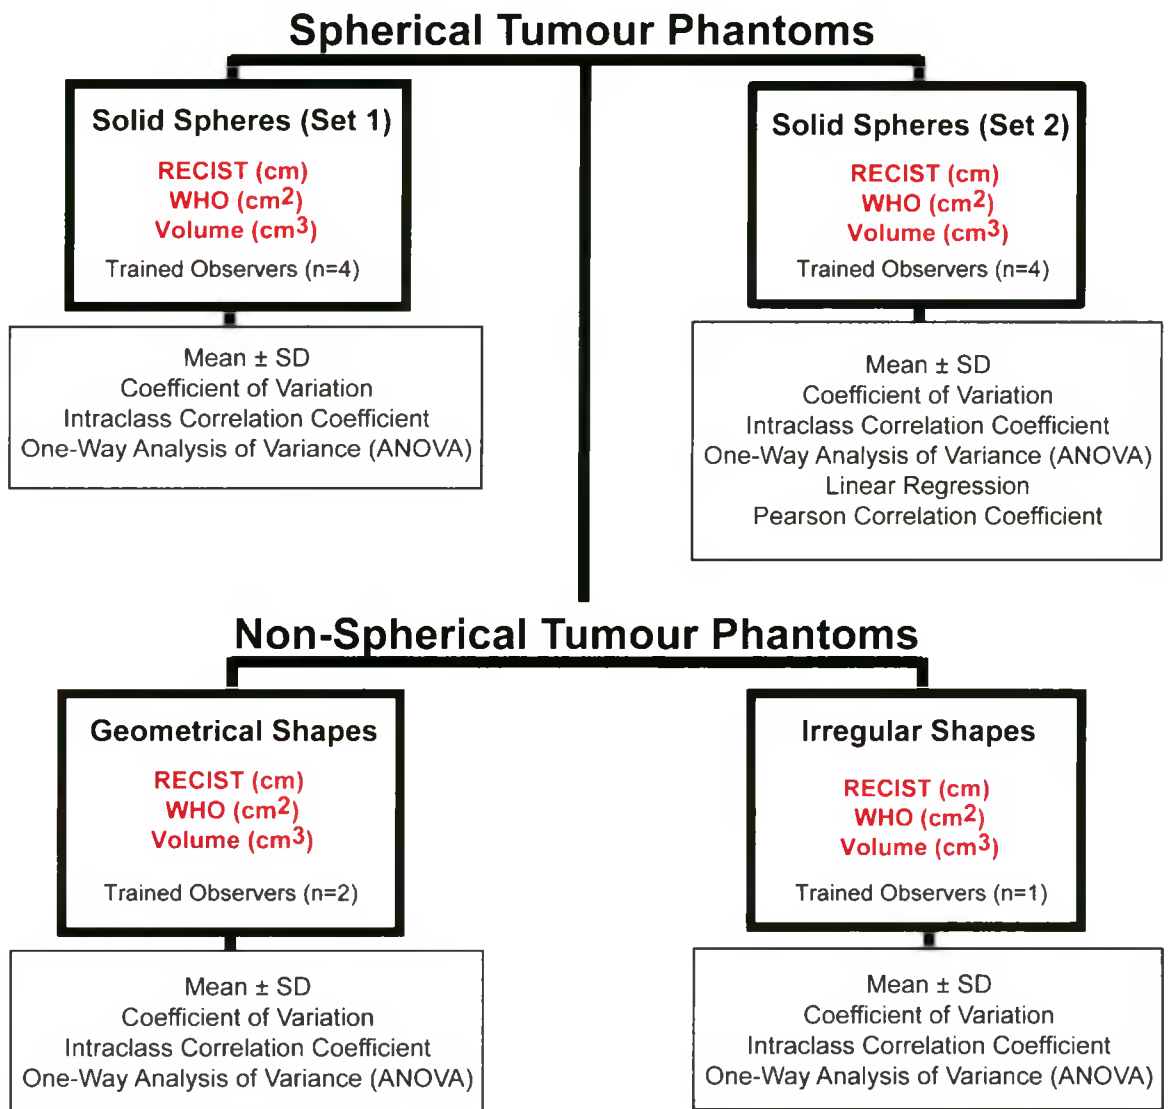 Spherical Tumour Phantoms
Solid Spheres (Set 1)
RECIST (cm)
WHO (cm2)
Volume (cm3)
Trained Observers (n=4)
Mean ± SD
Coefficient of Variation
Intraclass Correlation Coefficient
One-Way Analysis of Variance (ANOVA)
Solid Spheres (Set 2)
RECIST (cm)
WHO (cm2)
Volume (cm3)
Trained Observers (n=4)
Mean ± SD
Coefficient of Variation
Intraclass Correlation Coefficient
One-Way Analysis of Variance (ANOVA)
Linear Regression
Pearson Correlation Coefficient
Non-Spherical Tumour Phantoms
Geometrical Shapes
RECIST (cm)
WHO (cm2)
Volume (cm3)
Trained Observers (n=2)
Mean ± SD
Coefficient of Variation
Intraclass Correlation Coefficient
One-Way Analysis of Variance (ANOVA)
Irregular Shapes
RECIST (cm)
WHO (cm2)
Volume (cm3)
Trained Observers (n=1)
Mean ± SD
Coefficient of Variation
Intraclass Correlation Coefficient
One-Way Analysis of Variance (ANOVA)